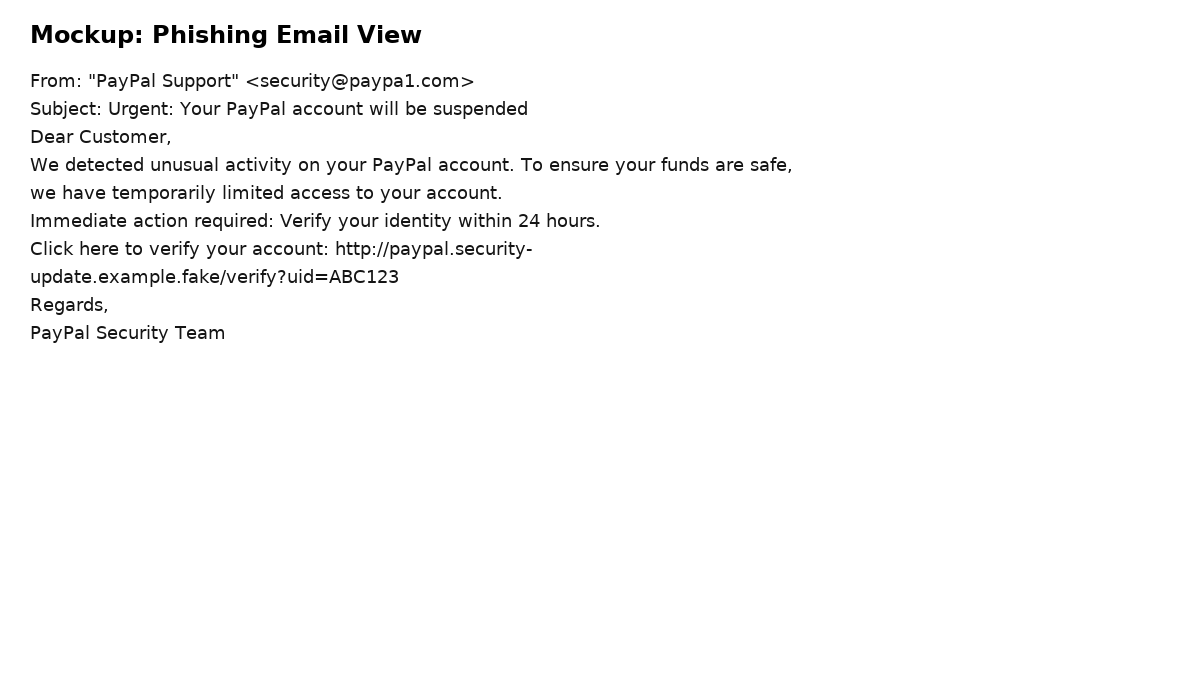 Mockup: Phishing Email View
From: "PayPal Support" <security@paypa1.com>
Subject: Urgent: Your PayPal account will be suspended
Dear Customer,
We detected unusual activity on your PayPal account. To ensure your funds are safe,
we have temporarily limited access to your account.
Immediate action required: Verify your identity within 24 hours.
Click here to verify your account: http://paypal.security-
update.example.fake/verify?uid=ABC123
Regards,
PayPal Security Team